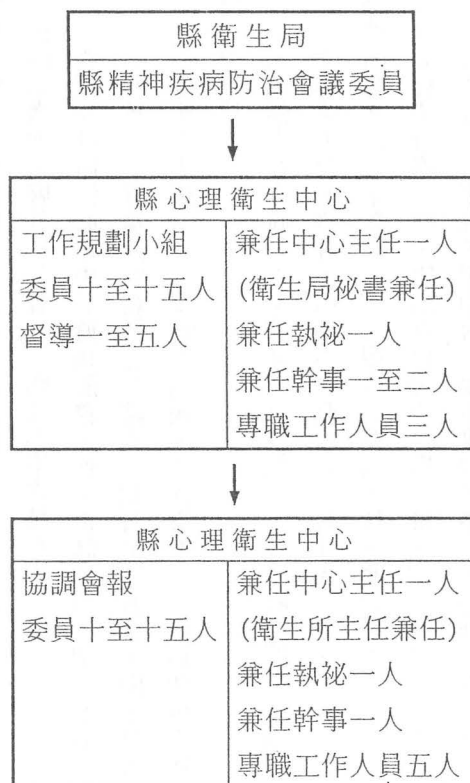 縣衛生局
縣精神疾病防治會議委員
縣心理衛生中心
工作規劃小組
委員十至十五人
督導一至五人
兼任中心主任一人
(衛生局祕書兼任)
兼任執祕一人
兼任幹事一至二人
專職工作人員三人
縣心理衛生中心
協調會報
委員十至十五人
兼任中心主任一人
(衛生所主任兼任)
兼任執祕一人
兼任幹事一人
專職工作人員五人